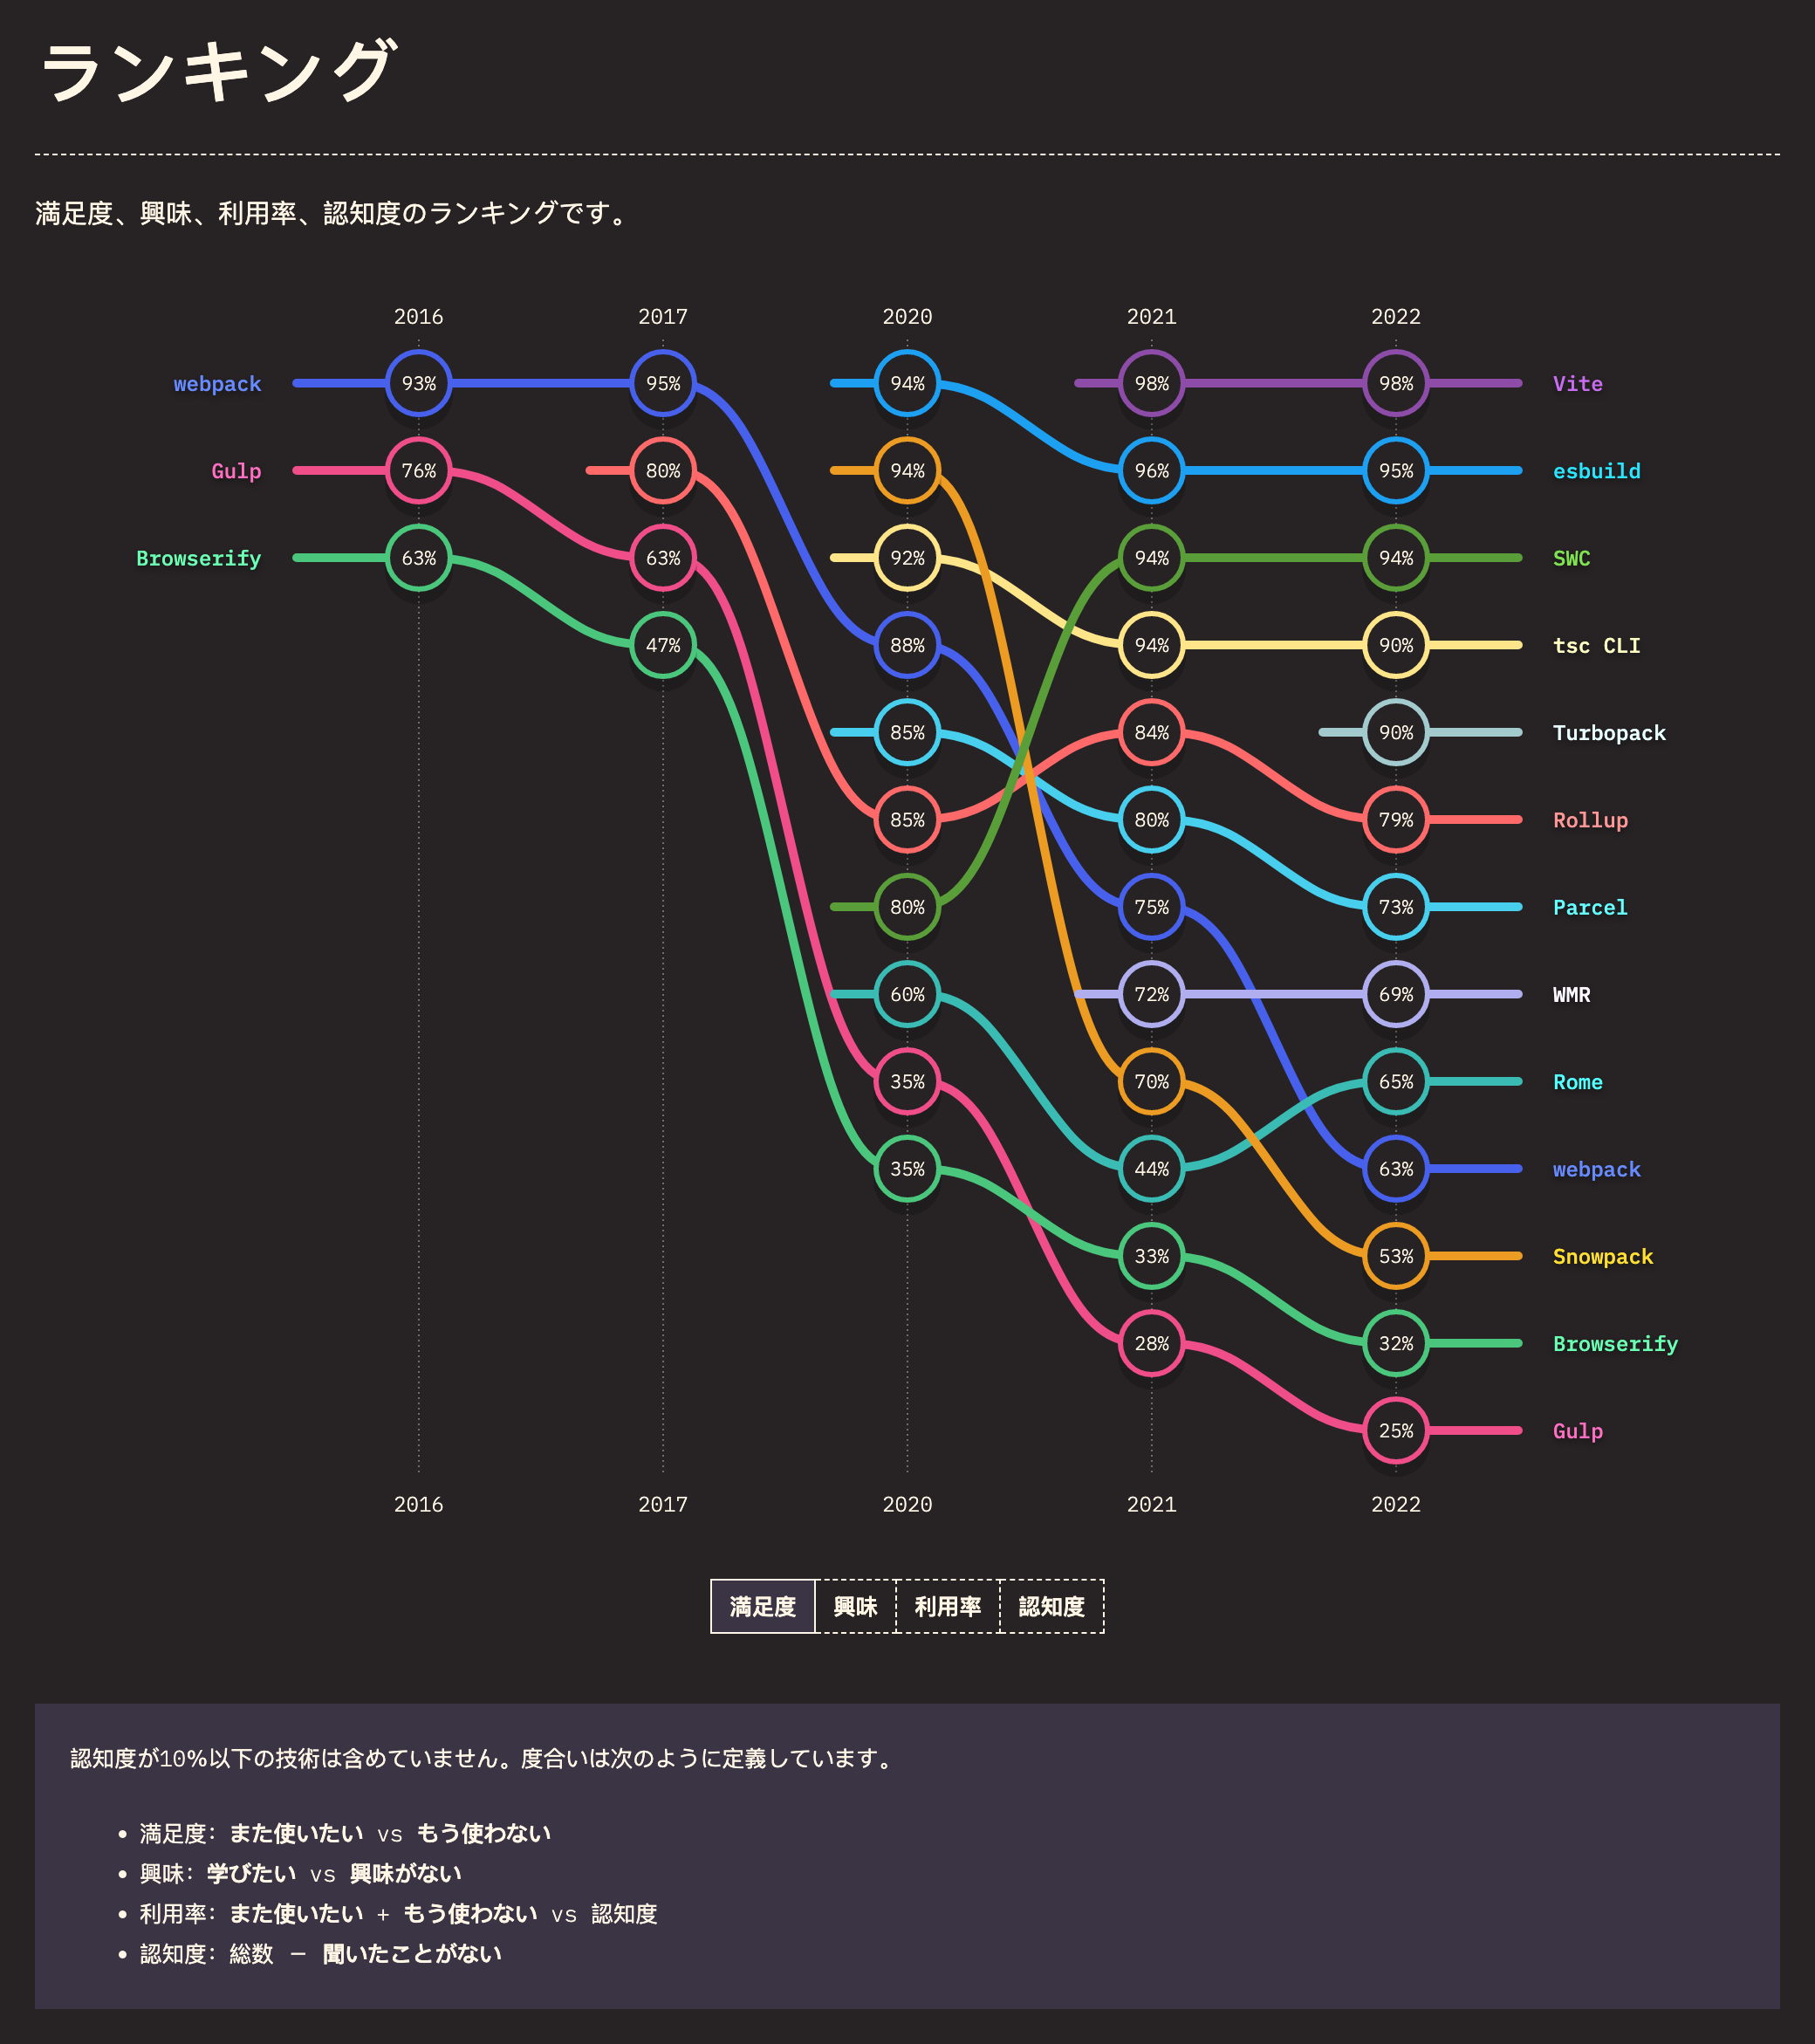 ランキング
満足度、興味、利用率、認知度のランキングです。
2016 2017 2020 2021 2022
webpack 93% 95% 94% 98% 98% Vite
Gulp 76% 80% 94% 96% 95% esbuild
Browserify 63% 63% 92% 94% 94% SWC
47% 88% 94% 90% tsc CLI
85% 84% 90% Turbopack
85% 80% 79% Rollup
80% 75% 73% Parcel
60% 72% 69% WMR
35% 70% 65% Rome
35% 44% 63% webpack
33% 53% Snowpack
28% 32% Browserify
25% Gulp
2016 2017 2020 2021 2022
満足度 興味 利用率 認知度
認知度が10%以下の技術は含めていません。度合いは次のように定義しています。
• 満足度: また使いたい vs もう使わない
• 興味: 学びたい vs 興味がない
• 利用率: また使いたい + もう使わない vs 認知度
• 認知度: 総数 － 聞いたことがない